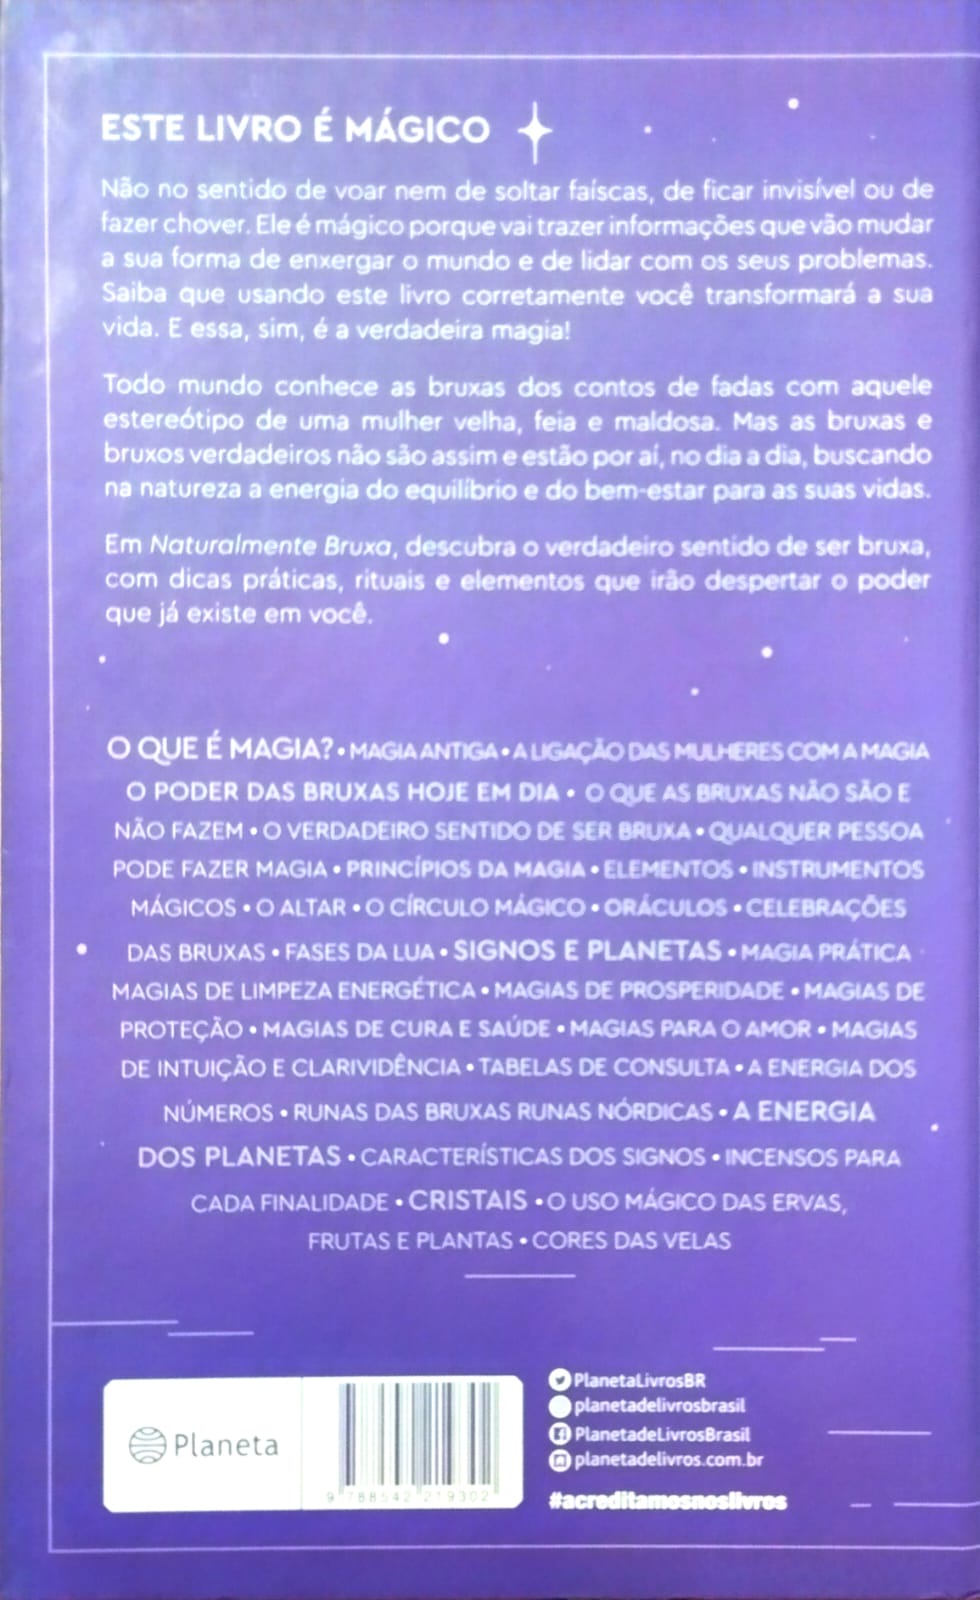 ESTE LIVRO É MÁGICO
Não no sentido de voar nem de soltar faíscas, de ficar invisível ou de
fazer chover. Ele é mágico porque vai trazer informações que vão mudar
a sua forma de enxergar o mundo e de lidar com os seus problemas.
Saiba que usando este livro corretamente você transformará a sua
vida. E essa, sim, é a verdadeira magia!
Todo mundo conhece as bruxas dos contos de fadas com aquele
estereótipo de uma mulher velha, feia e maldosa. Mas as bruxas e
bruxos verdadeiros não são assim e estão por aí, no dia a dia, buscando
na natureza a energia do equilíbrio e do bem-estar para as suas vidas.
Em Naturalmente Bruxa, descubra o verdadeiro sentido de ser bruxa,
com dicas práticas, rituais e elementos que irão despertar o poder
que já existe em você.
O QUE É MAGIA? • MAGIA ANTIGA • A LIGAÇÃO DAS MULHERES COM A MAGIA
O PODER DAS BRUXAS HOJE EM DIA • O QUE AS BRUXAS NÃO SÃO E
NÃO FAZEM • O VERDADEIRO SENTIDO DE SER BRUXA • QUALQUER PESSOA
PODE FAZER MAGIA • PRINCÍPIOS DA MAGIA • ELEMENTOS • INSTRUMENTOS
MÁGICOS • O ALTAR • O CÍRCULO MÁGICO • ORÁCULOS • CELEBRAÇÕES
DAS BRUXAS • FASES DA LUA • SIGNOS E PLANETAS • MAGIA PRÁTICA
MAGIAS DE LIMPEZA ENERGÉTICA • MAGIAS DE PROSPERIDADE • MAGIAS DE
PROTEÇÃO • MAGIAS DE CURA E SAÚDE • MAGIAS PARA O AMOR • MAGIAS
DE INTUIÇÃO E CLARIVIDÊNCIA • TABELAS DE CONSULTA • A ENERGIA DOS
NÚMEROS • RUNAS DAS BRUXAS RUNAS NÓRDICAS • A ENERGIA
DOS PLANETAS • CARACTERÍSTICAS DOS SIGNOS • INCENSOS PARA
CADA FINALIDADE • CRISTAIS • O USO MÁGICO DAS ERVAS,
FRUTAS E PLANTAS • CORES DAS VELAS
Planeta
9 788542 219302
PlanetaLivrosBR
planetadelivrosbrasil
PlanetadeLivrosBrasil
planetadelivros.com.br
#acreditamosnoslivros